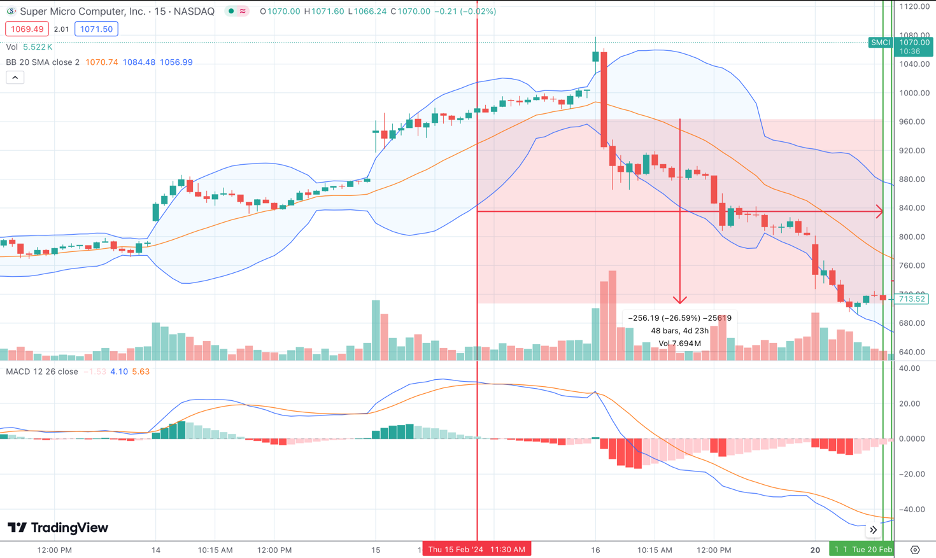 Super Micro Computer, Inc. · 15 · NASDAQ O1070.00 H1071.60 L1066.24 C1070.00 −0.21 (−0.02%)
1069.49 2.01 1071.50
Vol 5.522K
BB 20 SMA close 2 1070.74 1084.48 1056.99
1120.00
SMCI 1070.00
10:36
1040.00
1000.00
960.00
920.00
880.00
840.00
800.00
760.00
713.52
680.00
640.00
−256.19 (−26.59%) −25619
48 bars, 4d 23h
Vol 7.694M
MACD 12 26 close −1.53 4.10 5.63
40.00
20.00
0.0000
−20.00
−40.00
TradingView
12:00 PM 14 10:15 AM 12:00 PM 15 Thu 15 Feb '24 11:30 AM 16 10:15 AM 12:00 PM 20 Tue 20 Feb